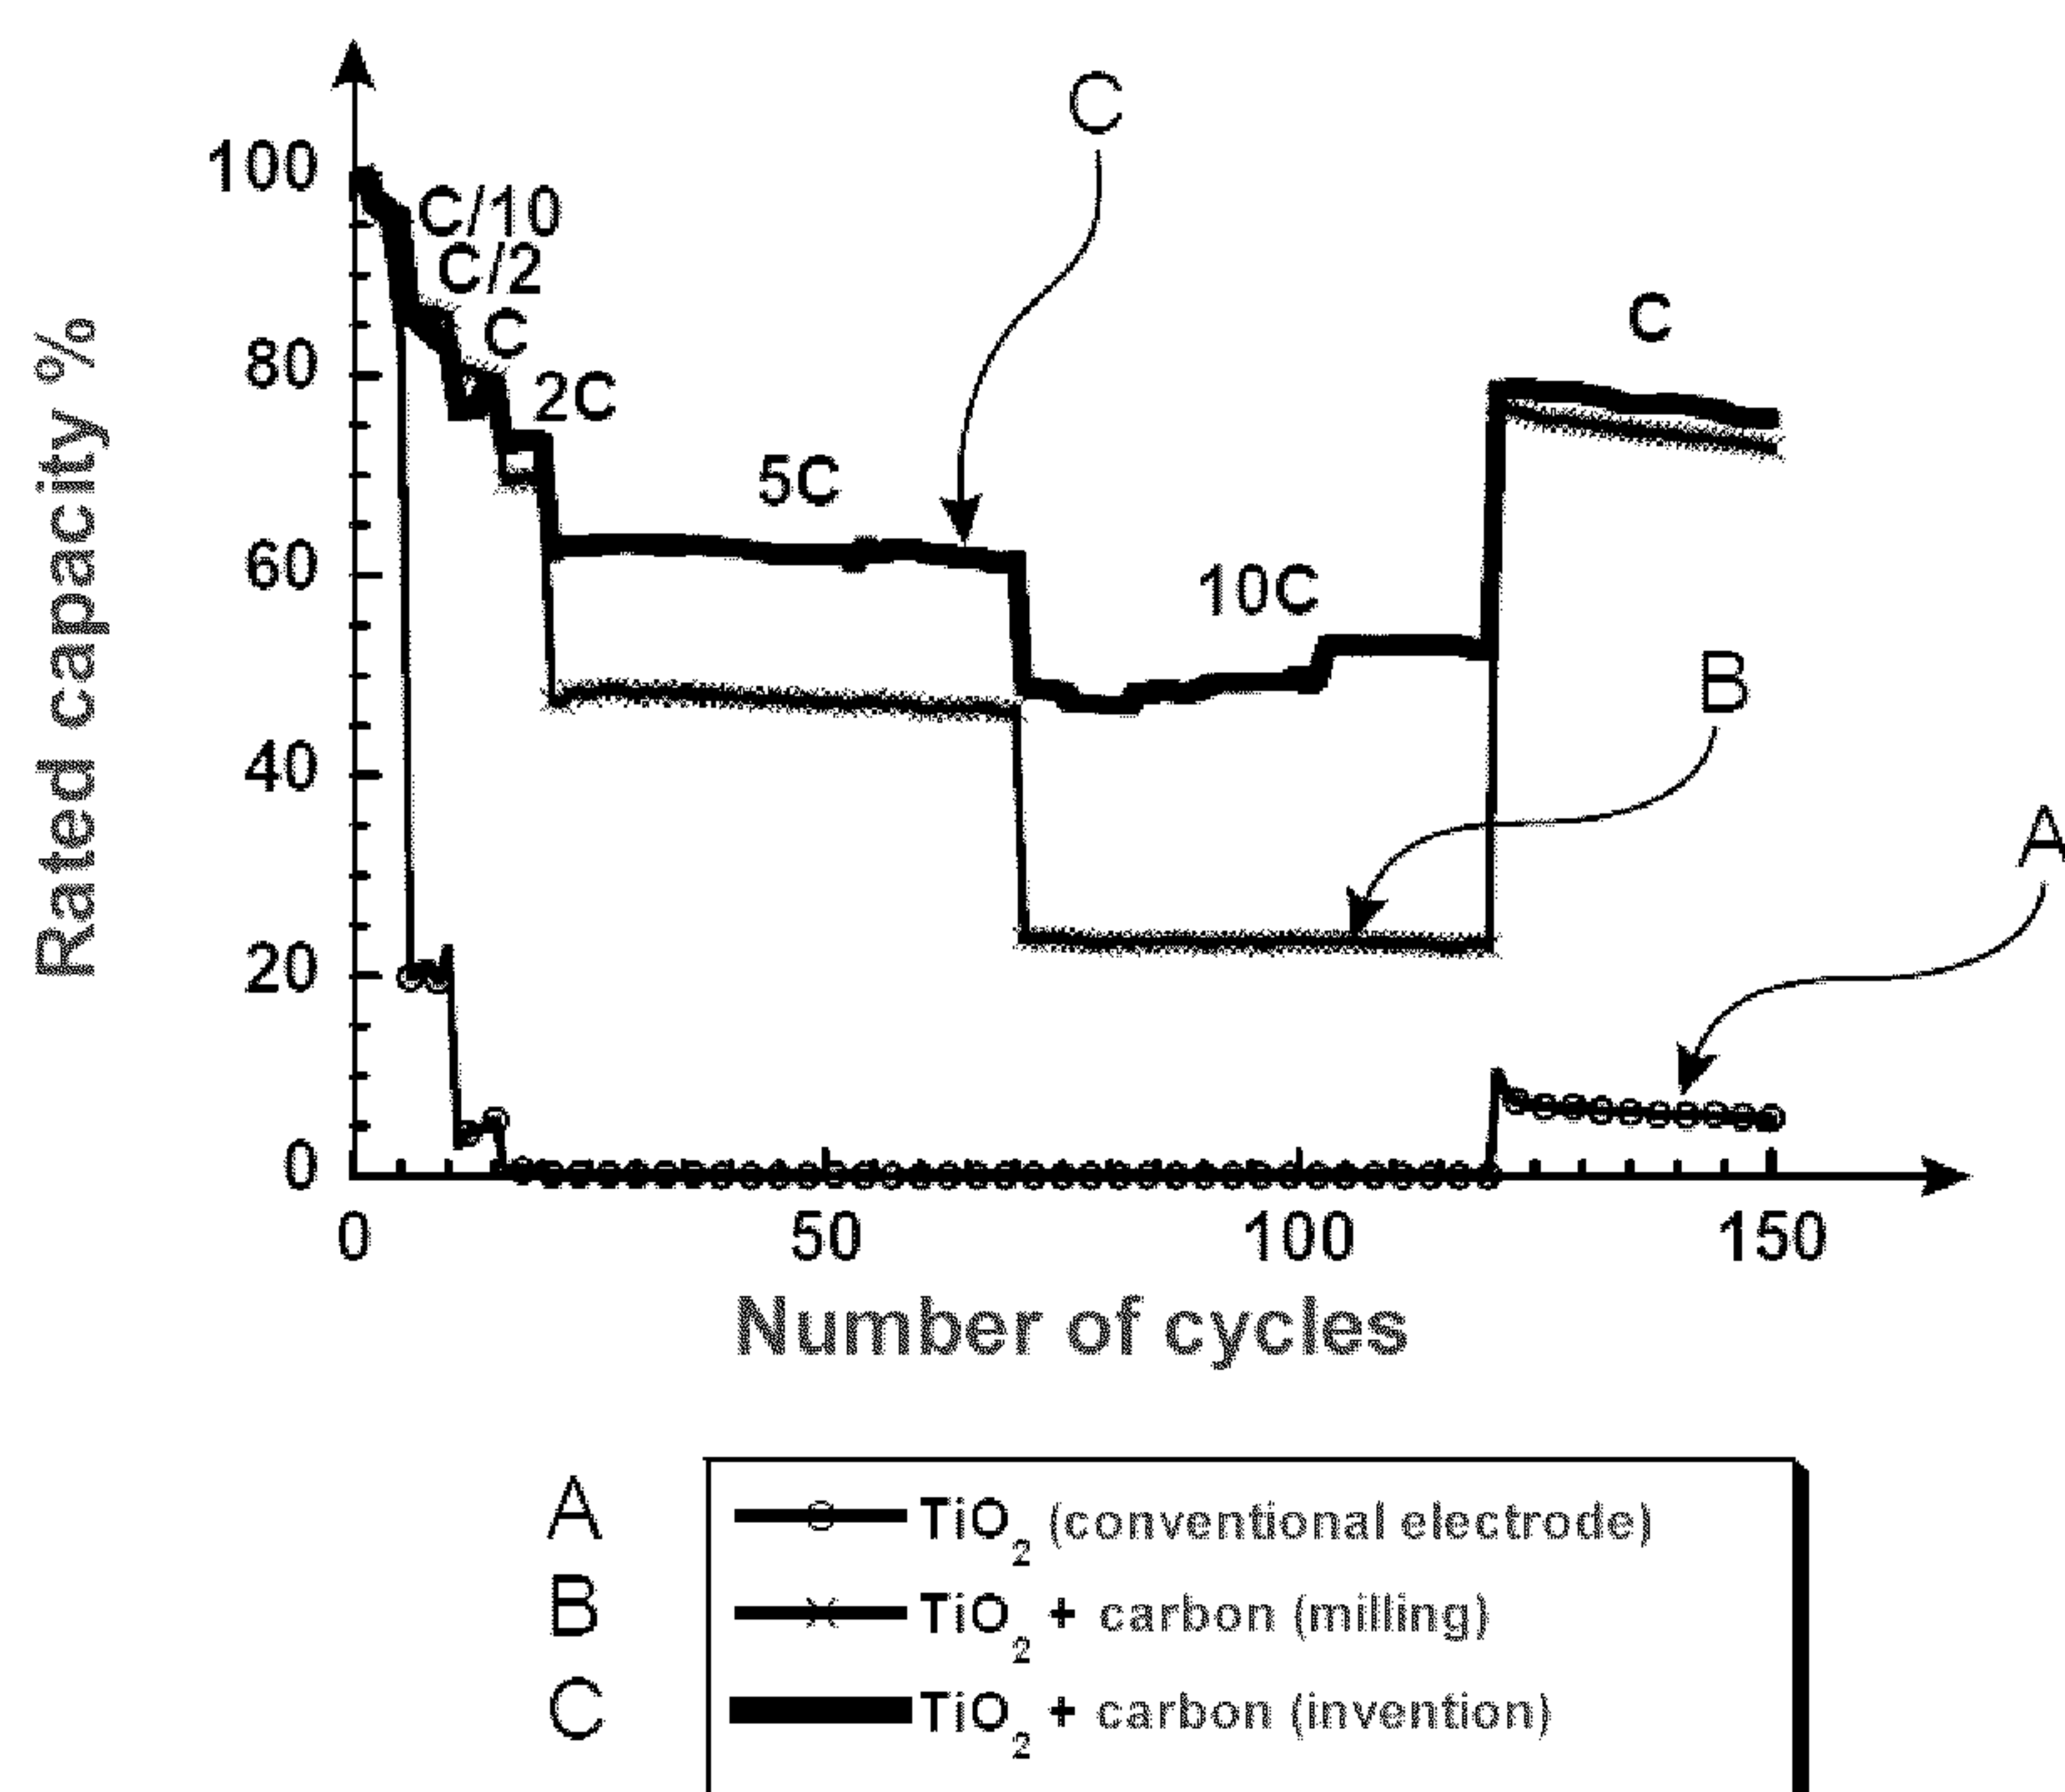 C
100
C/10
C/2
C
C
80
2C
5C
60
10C
B
40
A
20
0
0 50 100 150
Rated capacity %
Number of cycles
A TiO₂ (conventional electrode)
B TiO₂ + carbon (milling)
C TiO₂ + carbon (invention)